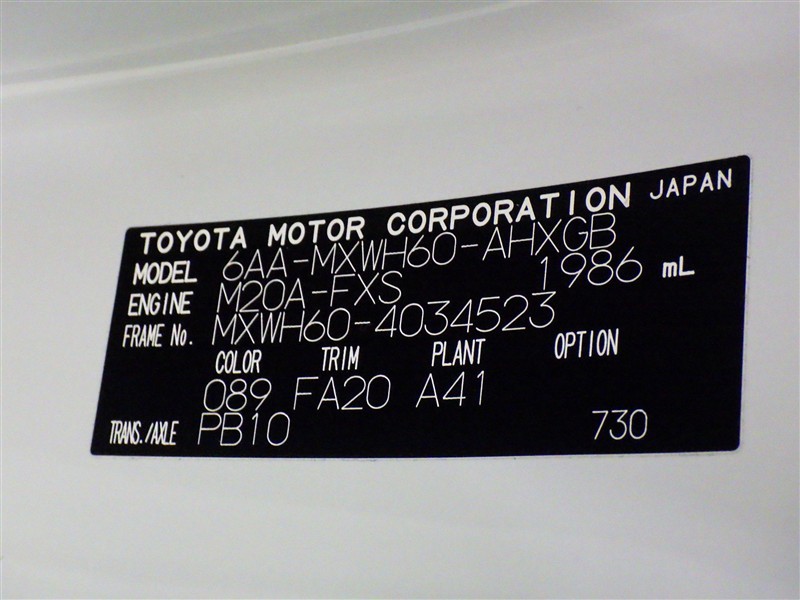 TOYOTA MOTOR CORPORATION JAPAN
MODEL 6AA-MXWH60-AHXGB
ENGINE M20A-FXS 1986 mL
FRAME No. MXWH60-4034523
COLOR TRIM PLANT OPTION
089 FA20 A41
TRANS./AXLE PB10 730